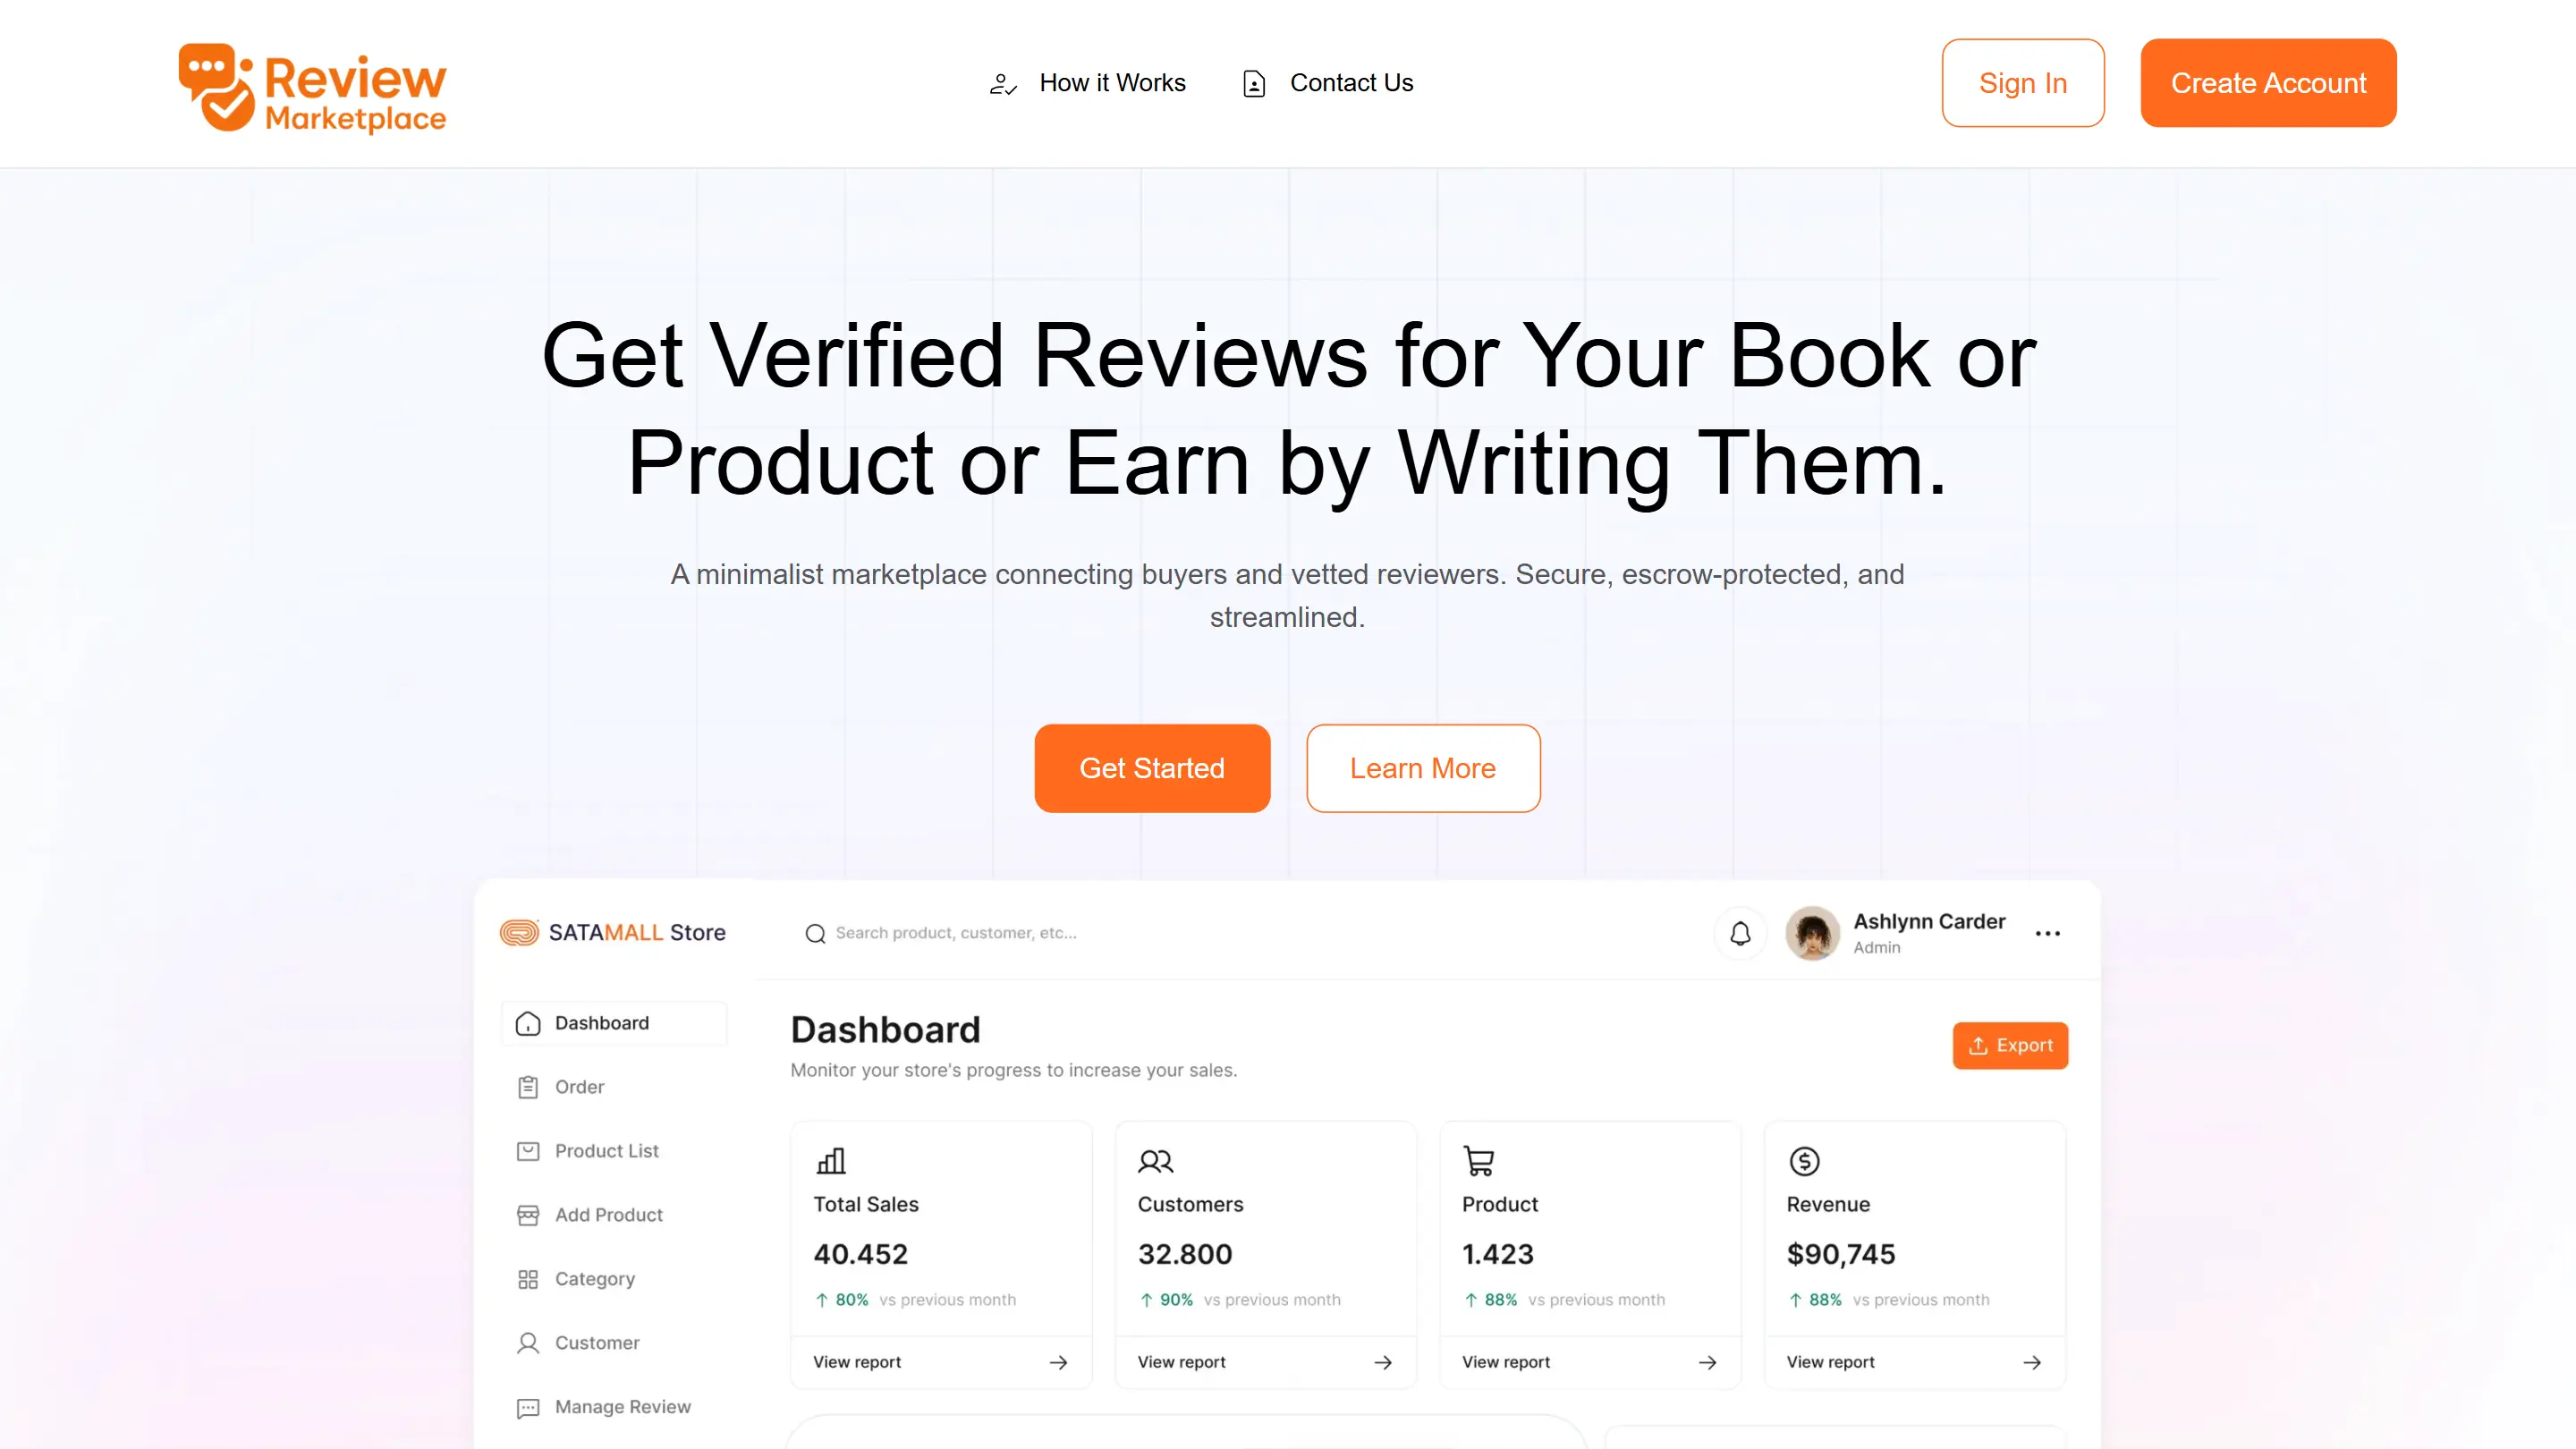 Review
Marketplace
How it Works
Contact Us
Sign In
Create Account
Get Verified Reviews for Your Book or
Product or Earn by Writing Them.
A minimalist marketplace connecting buyers and vetted reviewers. Secure, escrow-protected, and
streamlined.
Get Started
Learn More
SATAMALL Store
Search product, customer, etc...
Ashlynn Carder
Admin
Dashboard
Order
Product List
Add Product
Category
Customer
Manage Review
Dashboard
Monitor your store's progress to increase your sales.
Export
Total Sales
40.452
80% vs previous month
View report
Customers
32.800
90% vs previous month
View report
Product
1.423
88% vs previous month
View report
Revenue
$90,745
88% vs previous month
View report